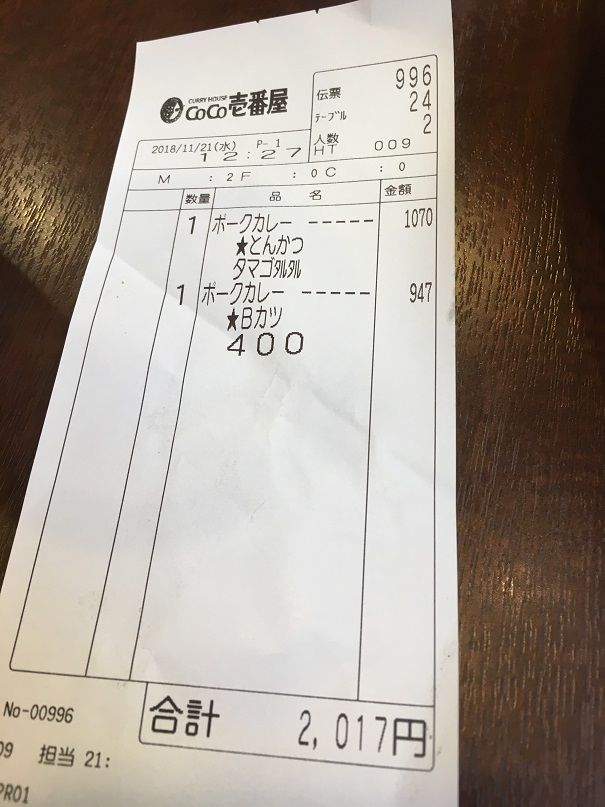 CURRY HOUSE
CoCo壱番屋
伝票 996
テーブル 24
人数 2
HT 009
2018/11/21(水) P- 1
12:27
M : 2F : 0C : 0
数量 品名 金額
1 ポークカレー ----- 1070
★とんかつ
タマゴタルタル
1 ポークカレー ----- 947
★Bカツ
400
合計 2,017円
No-00996
09 担当 21:
PR01